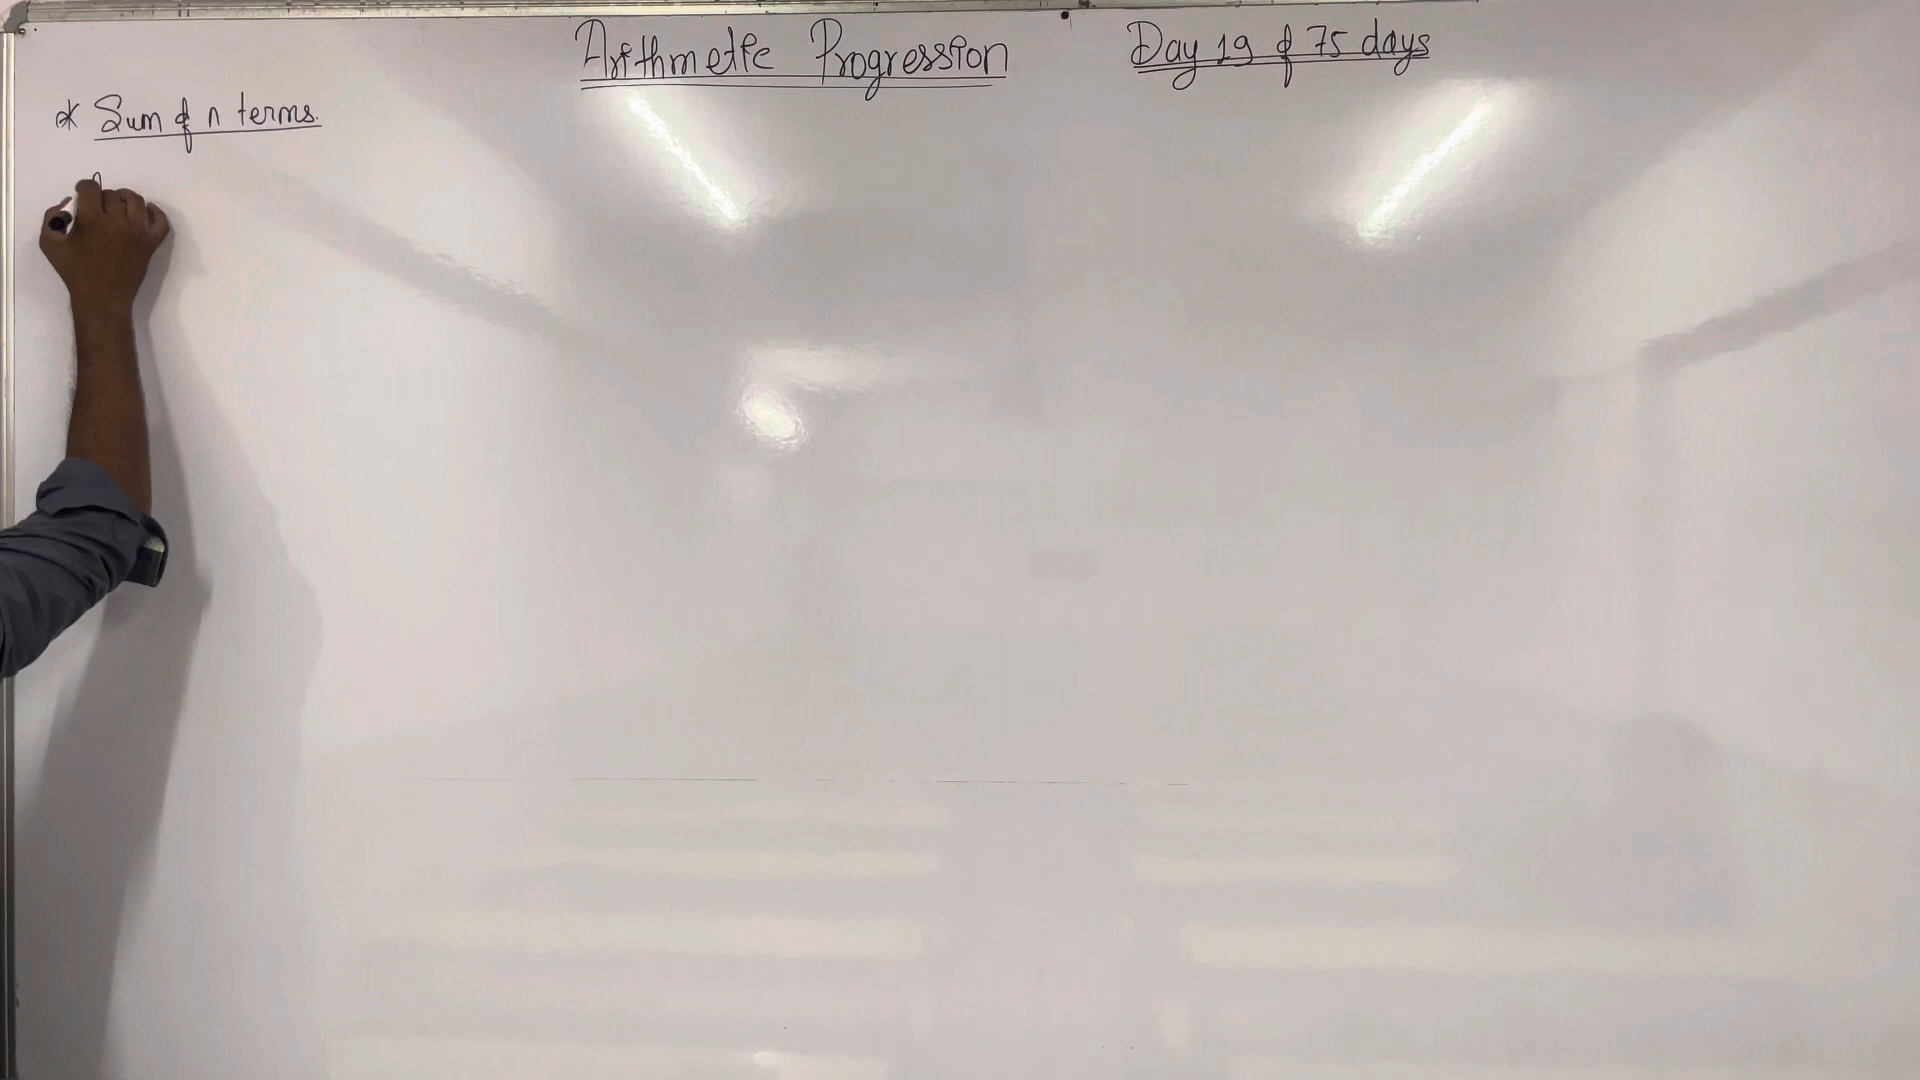 Arithmetic Progression Day 19 of 75 days
* Sum of n terms.